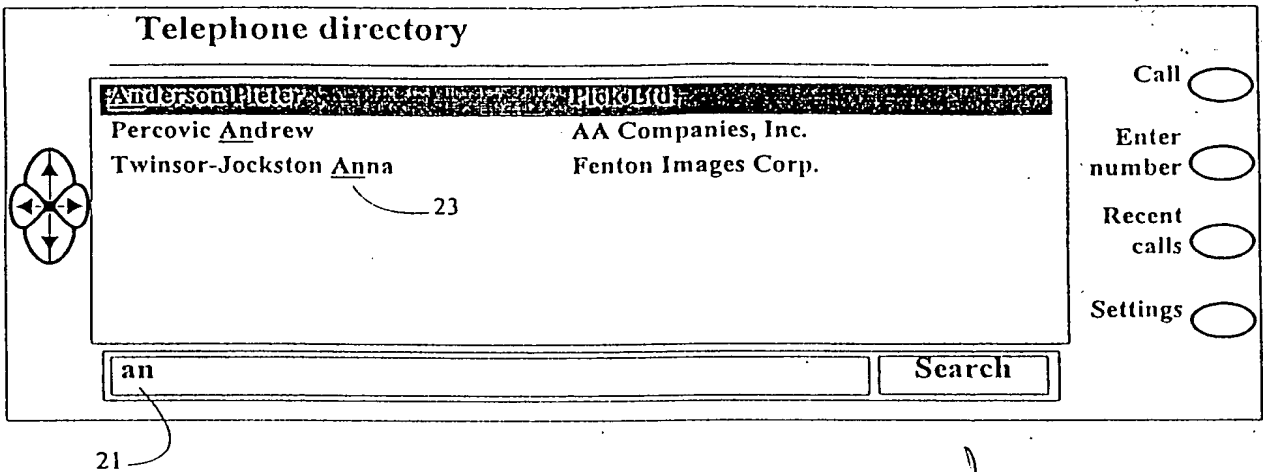 Telephone directory
Anderson Pieter
Percovic Andrew AA Companies, Inc.
Twinsor-Jockston Anna Fenton Images Corp.
23
Call
Enter
number
Recent
calls
Settings
an Search
21